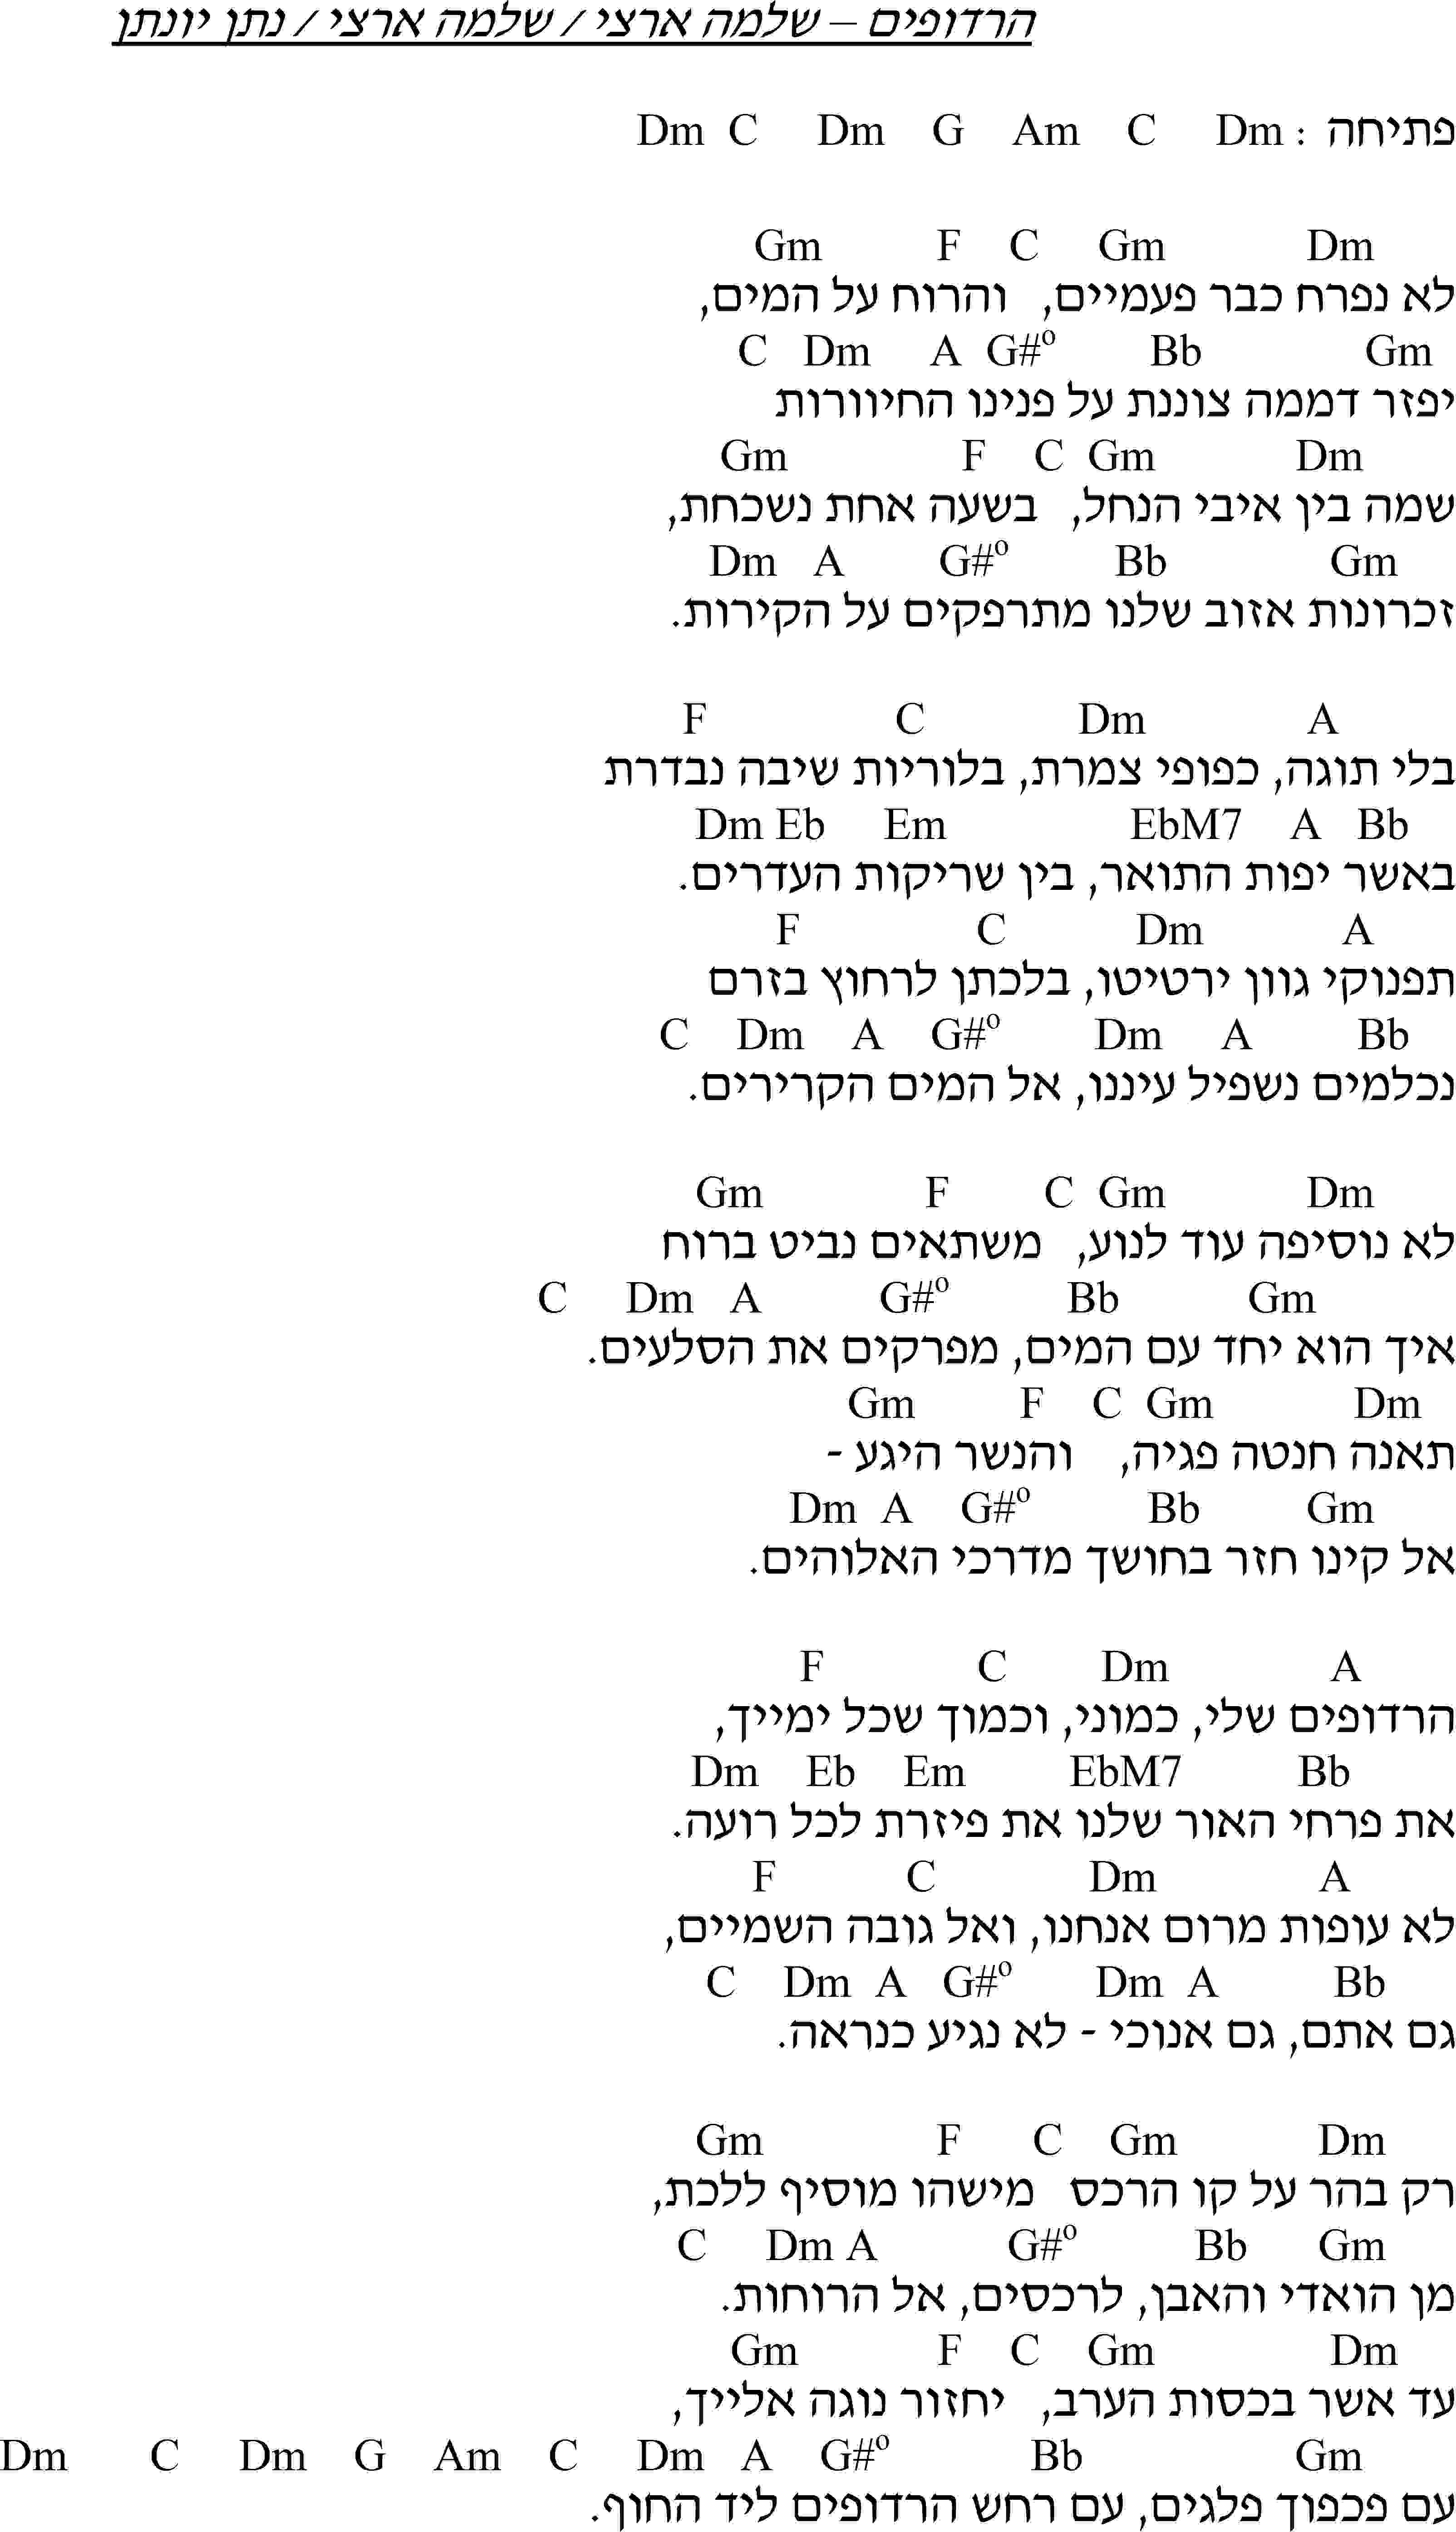 הרדופים – שלמה ארצי / שלמה ארצי / נתן יונתן
פתיחה : Dm C Am G Dm C Dm
Dm Gm C F Gm
לא נפרח כבר פעמיים, והרוח על המים,
Gm Bb G#º A Dm C
יפזר דממה צוננת על פנינו החיוורות
Dm Gm C F Gm
שמה בין איבי הנחל, בשעה אחת נשכחת,
Gm Bb G#º A Dm
זכרונות אזוב שלנו מתרפקים על הקירות.
A Dm C F
בלי תוגה, כפופי צמרת, בלוריות שיבה נבדרת
Bb A EbM7 Em Eb Dm
באשר יפות התואר, בין שריקות העדרים.
A Dm C F
תפנוקי גוון ירטיטו, בלכתן לרחוץ בזרם
Bb A Dm G#º A Dm C
נכלמים נשפיל עיננו, אל המים הקרירים.
Dm Gm C F Gm
לא נוסיפה עוד לנוע, משתאים נביט ברוח
Gm Bb G#º A Dm C
איך הוא יחד עם המים, מפרקים את הסלעים.
Dm Gm C F Gm
תאנה חנטה פגיה, והנשר היגע -
Gm Bb G#º A Dm
אל קינו חזר בחושך מדרכי האלוהים.
A Dm C F
הרדופים שלי, כמוני, וכמוך שכל ימייך,
Bb EbM7 Em Eb Dm
את פרחי האור שלנו את פיזרת לכל רועה.
A Dm C F
לא עופות מרום אנחנו, ואל גובה השמיים,
Bb A Dm G#º A Dm C
גם אתם, גם אנוכי - לא נגיע כנראה.
Dm Gm C F Gm
רק בהר על קו הרכס מישהו מוסיף ללכת,
Gm Bb G#º A Dm C
מן הואדי והאבן, לרכסים, אל הרוחות.
Dm Gm C F Gm
עד אשר בכסות הערב, יחזור נוגה אלייך,
Gm Bb G#º A Dm C Am G Dm C Dm
עם פכפוך פלגים, עם רחש הרדופים ליד החוף.